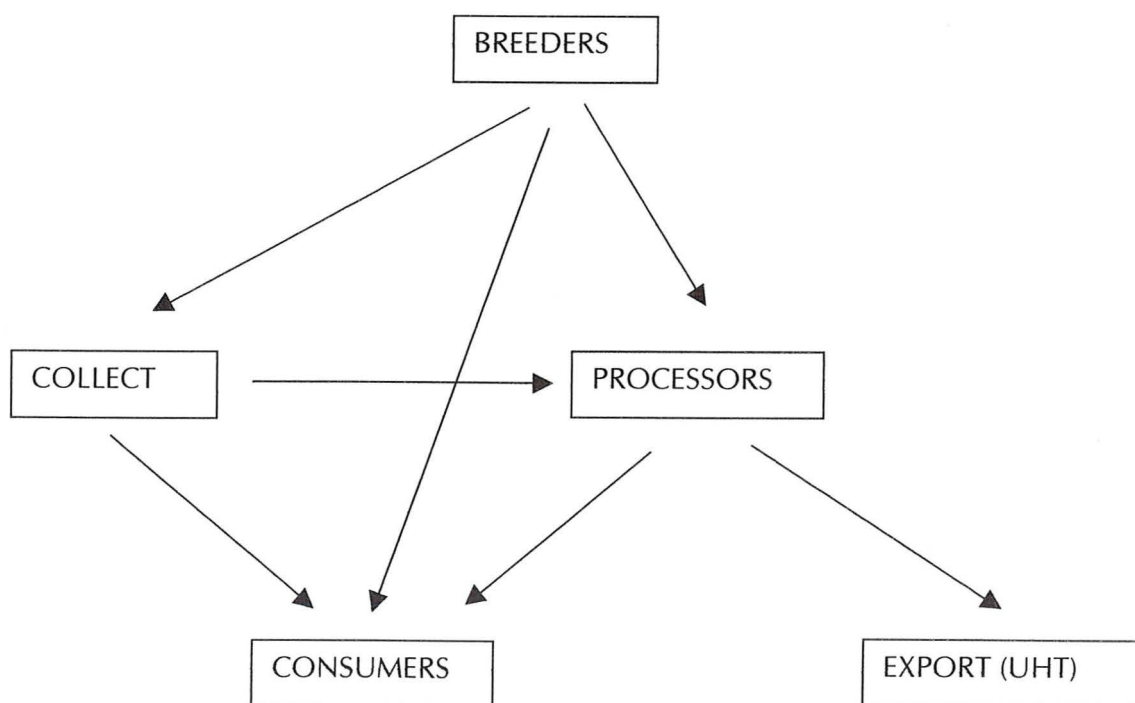 BREEDERS
COLLECT
PROCESSORS
CONSUMERS
EXPORT (UHT)